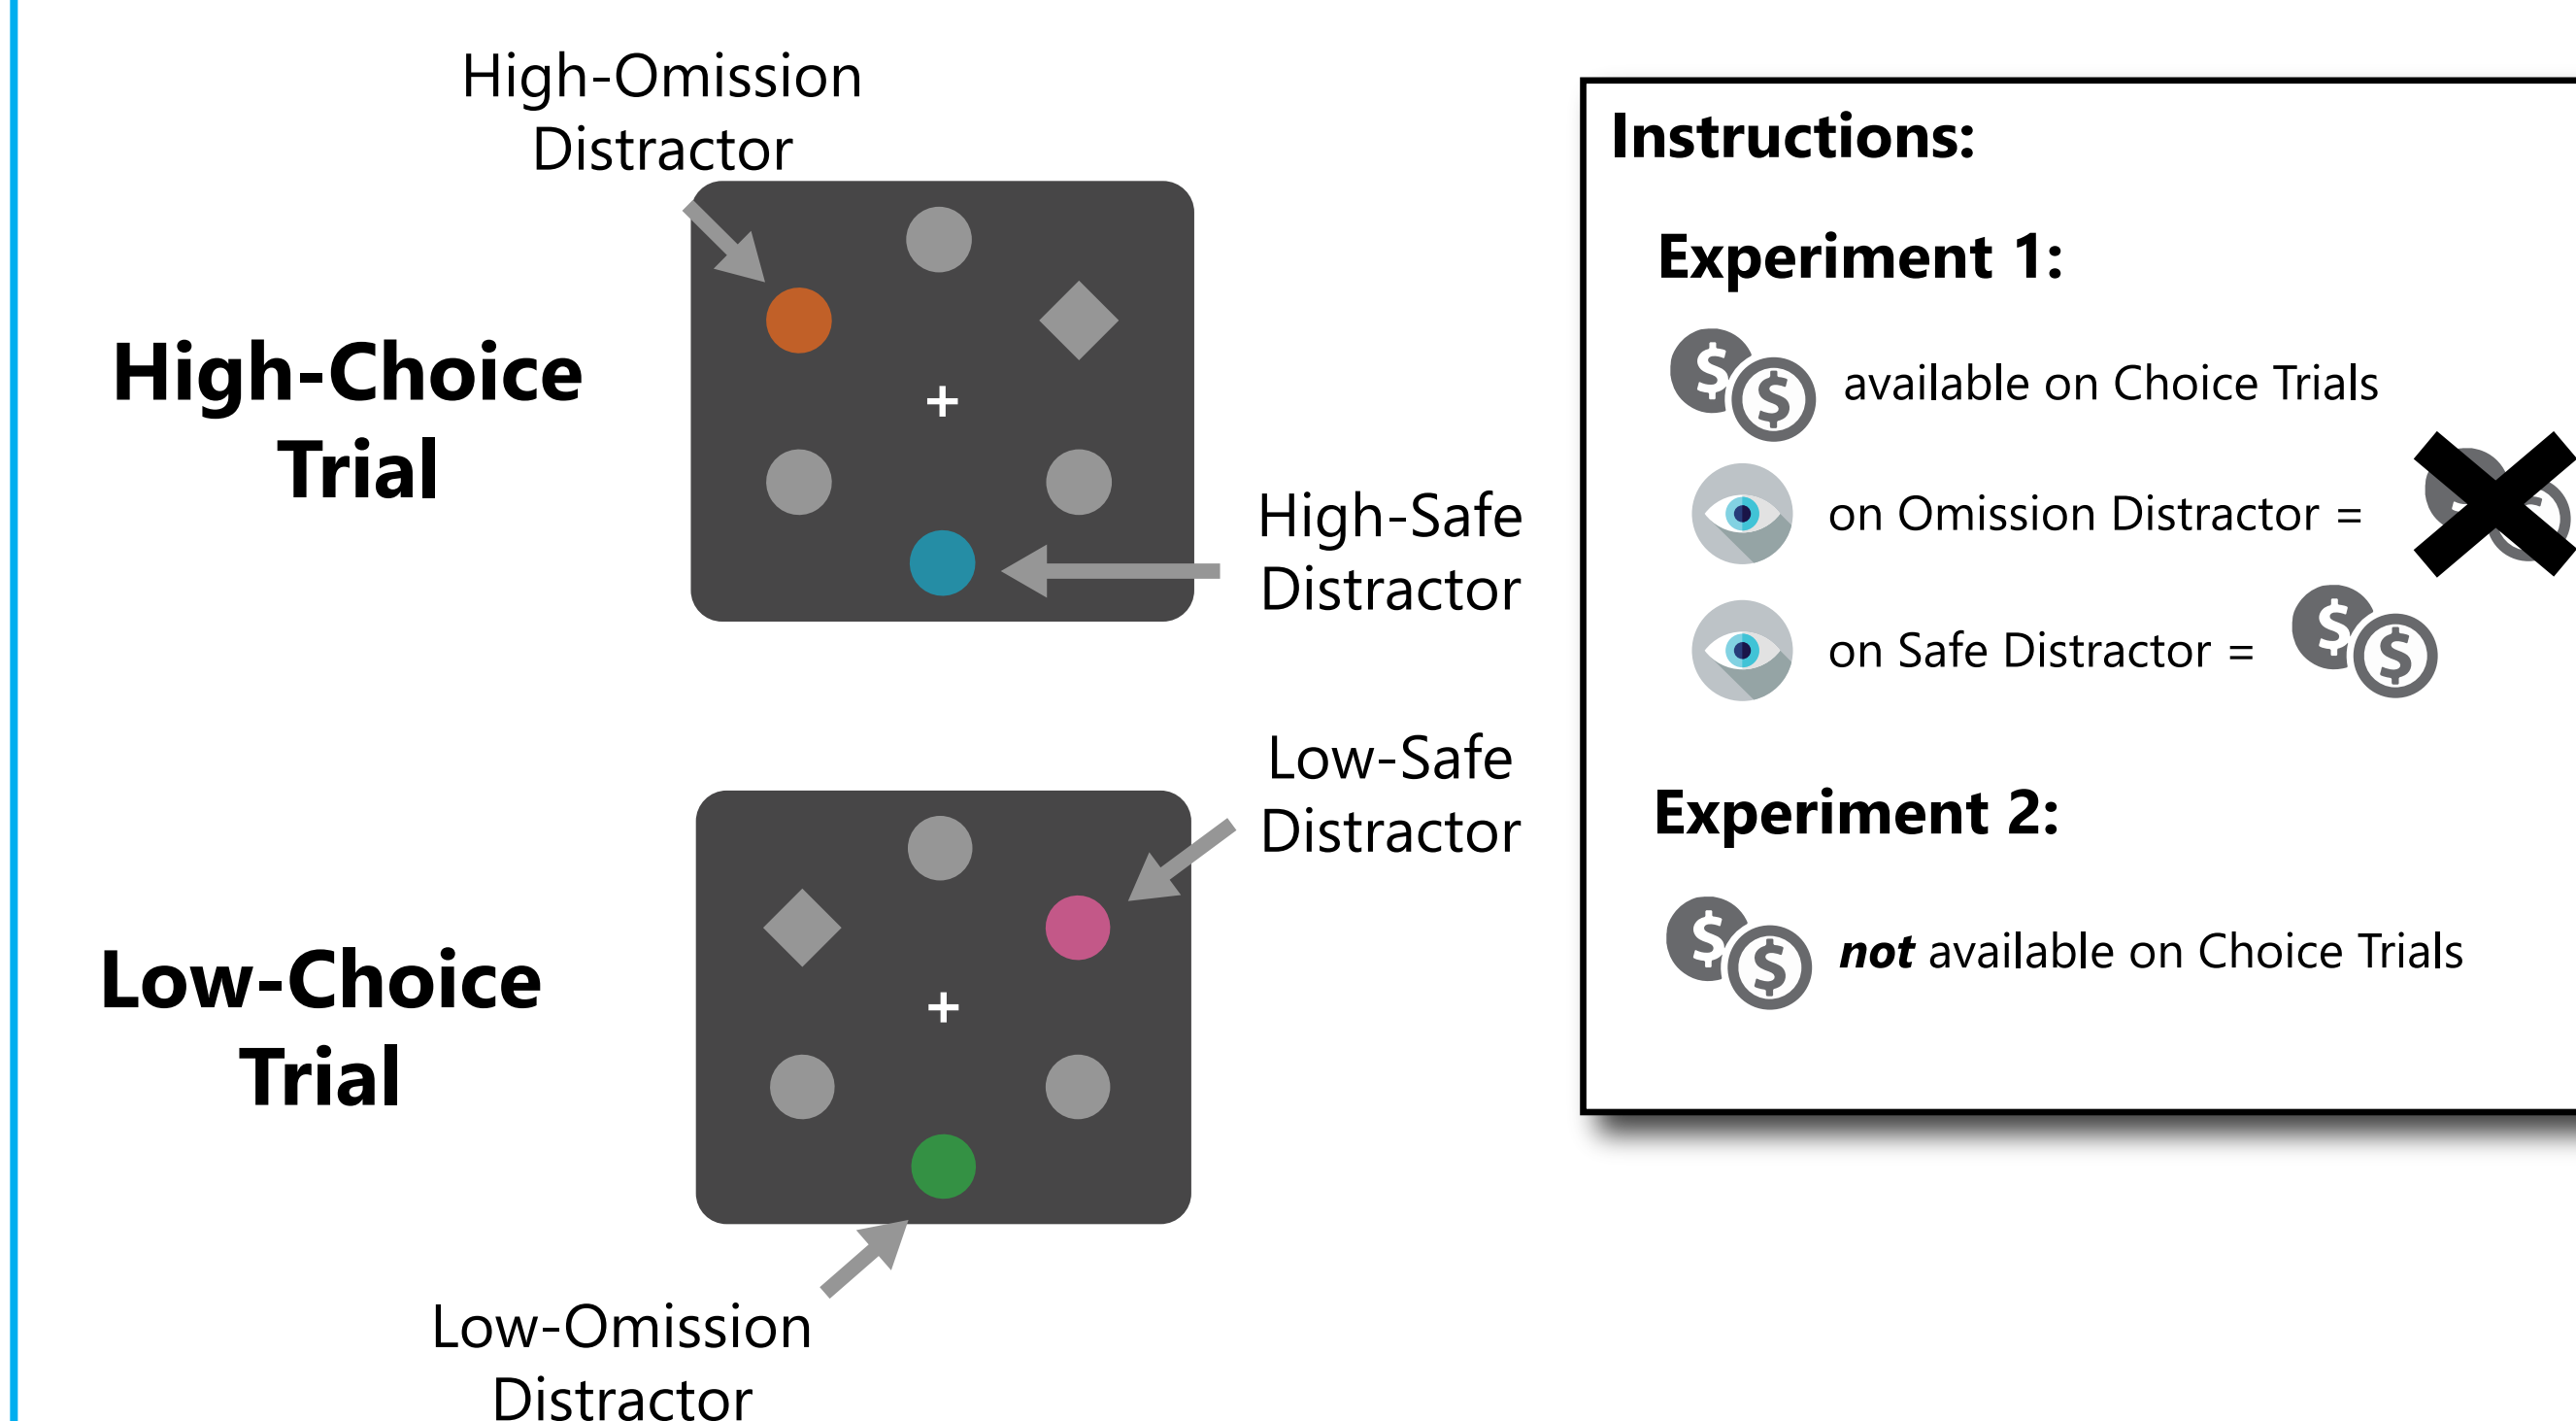 High-Omission
Distractor
High-Choice
Trial
High-Safe
Distractor
Low-Safe
Distractor
Low-Choice
Trial
Low-Omission
Distractor
Instructions:
Experiment 1:
$ $ available on Choice Trials
on Omission Distractor =
on Safe Distractor = $ $
Experiment 2:
$ $ not available on Choice Trials